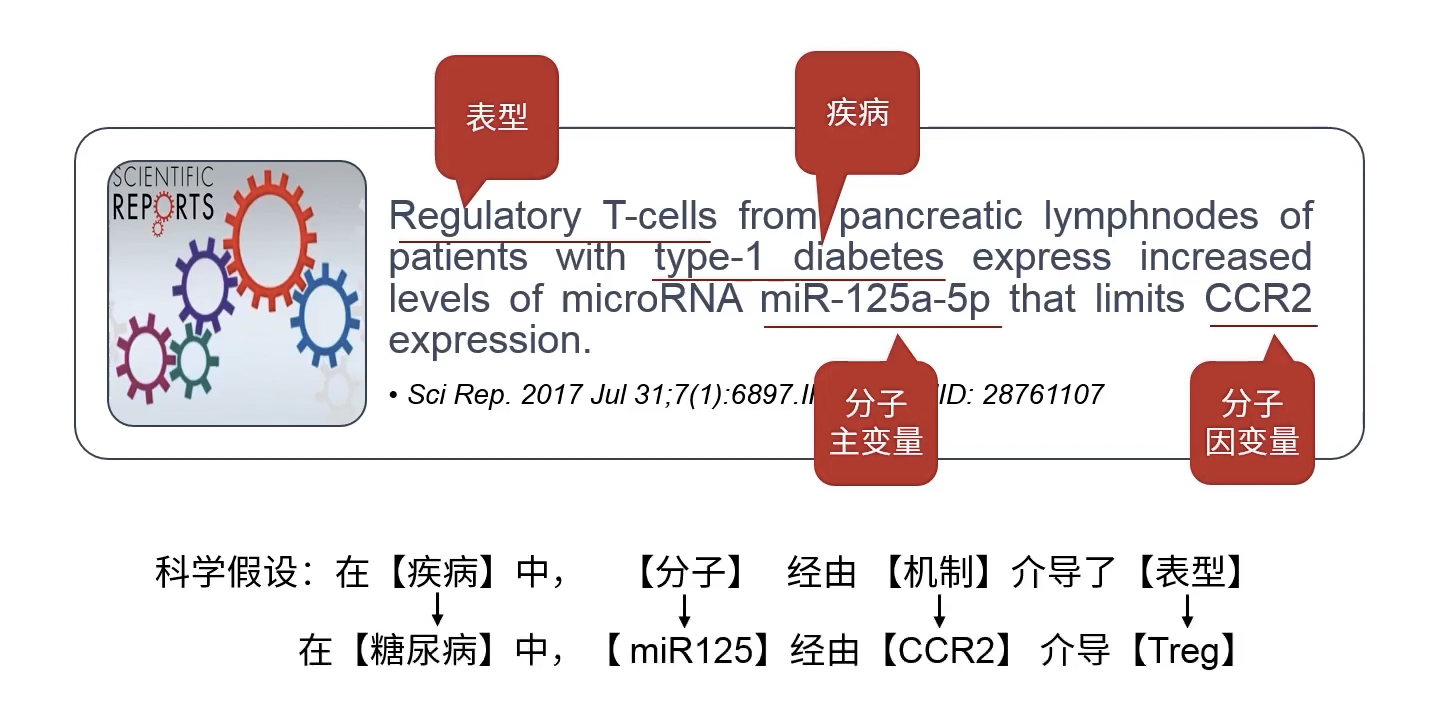 表型
疾病
SCIENTIFIC
REPORTS
Regulatory T-cells from pancreatic lymphnodes of
patients with type-1 diabetes express increased
levels of microRNA miR-125a-5p that limits CCR2
expression.
• Sci Rep. 2017 Jul 31;7(1):6897. ID: 28761107
分子
主变量
分子
因变量
科学假设：在【疾病】中， 【分子】 经由 【机制】介导了【表型】
在【糖尿病】中，【 miR125】经由【CCR2】 介导【Treg】